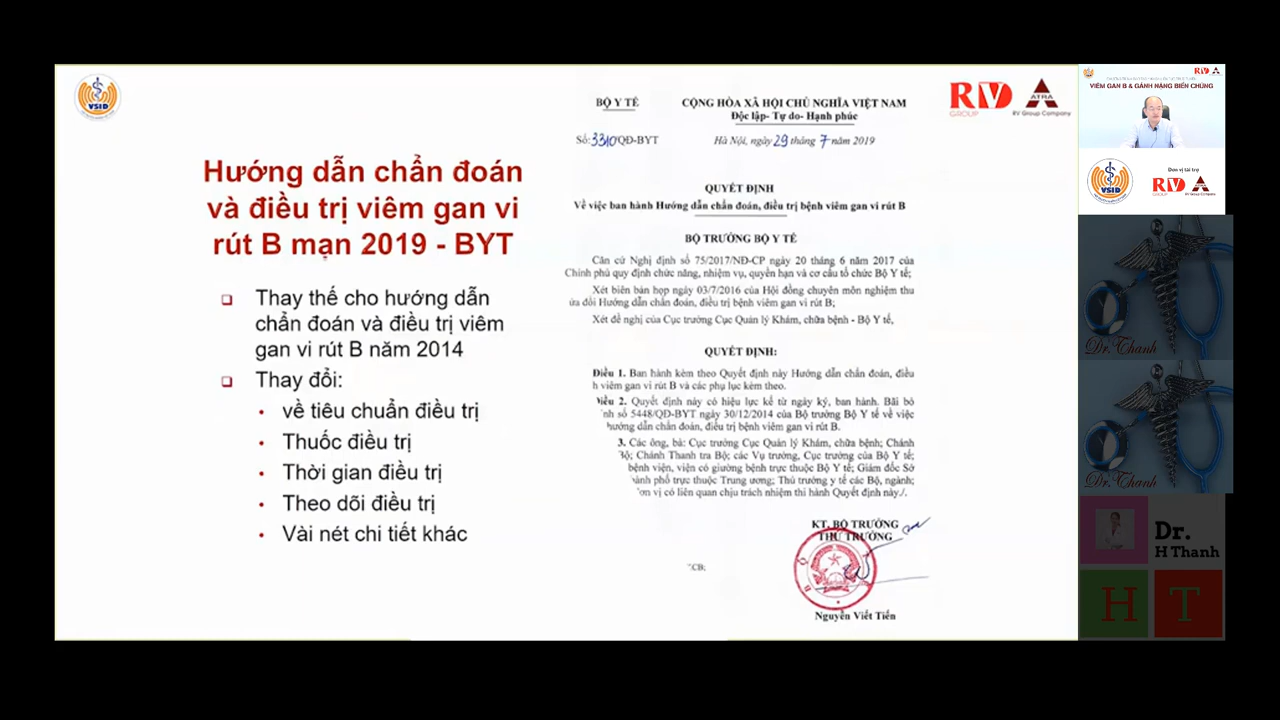 VSID
Hướng dẫn chẩn đoán
và điều trị viêm gan vi
rút B mạn 2019 - BYT
Thay thế cho hướng dẫn
chẩn đoán và điều trị viêm
gan vi rút B năm 2014
Thay đổi:
về tiêu chuẩn điều trị
Thuốc điều trị
Thời gian điều trị
Theo dõi điều trị
Vài nét chi tiết khác
BỘ Y TẾ
CỘNG HÒA XÃ HỘI CHỦ NGHĨA VIỆT NAM
Độc lập- Tự do- Hạnh phúc
Số: 3310/QĐ-BYT
Hà Nội, ngày 29 tháng 7 năm 2019
QUYẾT ĐỊNH
Về việc ban hành Hướng dẫn chẩn đoán, điều trị bệnh viêm gan vi rút B
BỘ TRƯỞNG BỘ Y TẾ
Căn cứ Nghị định số 75/2017/NĐ-CP ngày 20 tháng 6 năm 2017 của
Chính phủ quy định chức năng, nhiệm vụ, quyền hạn và cơ cấu tổ chức Bộ Y tế;
Xét biên bản họp ngày 03/7/2016 của Hội đồng chuyên môn nghiệm thu
ửa đổi Hướng dẫn chẩn đoán, điều trị bệnh viêm gan vi rút B;
Xét đề nghị của Cục trưởng Cục Quản lý Khám, chữa bệnh - Bộ Y tế,
QUYẾT ĐỊNH:
Điều 1. Ban hành kèm theo Quyết định này Hướng dẫn chẩn đoán, điều
h viêm gan vi rút B và các phụ lục kèm theo.
iều 2. Quyết định này có hiệu lực kể từ ngày ký, ban hành. Bãi bỏ
nh số 5448/QĐ-BYT ngày 30/12/2014 của Bộ trưởng Bộ Y tế về việc
hướng dẫn chẩn đoán, điều trị bệnh viêm gan vi rút B.
3. Các ông, bà: Cục trưởng Cục Quản lý Khám, chữa bệnh; Chánh
Bộ; Chánh Thanh tra Bộ; các Vụ trưởng, Cục trưởng của Bộ Y tế;
bệnh viện, viện có giường bệnh trực thuộc Bộ Y tế; Giám đốc Sở
hành phố trực thuộc Trung ương; Thủ trưởng y tế các Bộ, ngành;
ơn vị có liên quan chịu trách nhiệm thi hành Quyết định này./.
KT. BỘ TRƯỞNG
THỨ TRƯỞNG
CB;
Nguyễn Viết Tiến
RV
GROUP
ATRA
RV Group Company
VIÊM GAN B & GÁNH NẶNG BIẾN CHỨNG
Đơn vị tài trợ
VSID
RV
Dr.Thanh
Dr.Thanh
Dr.
H Thanh
H T